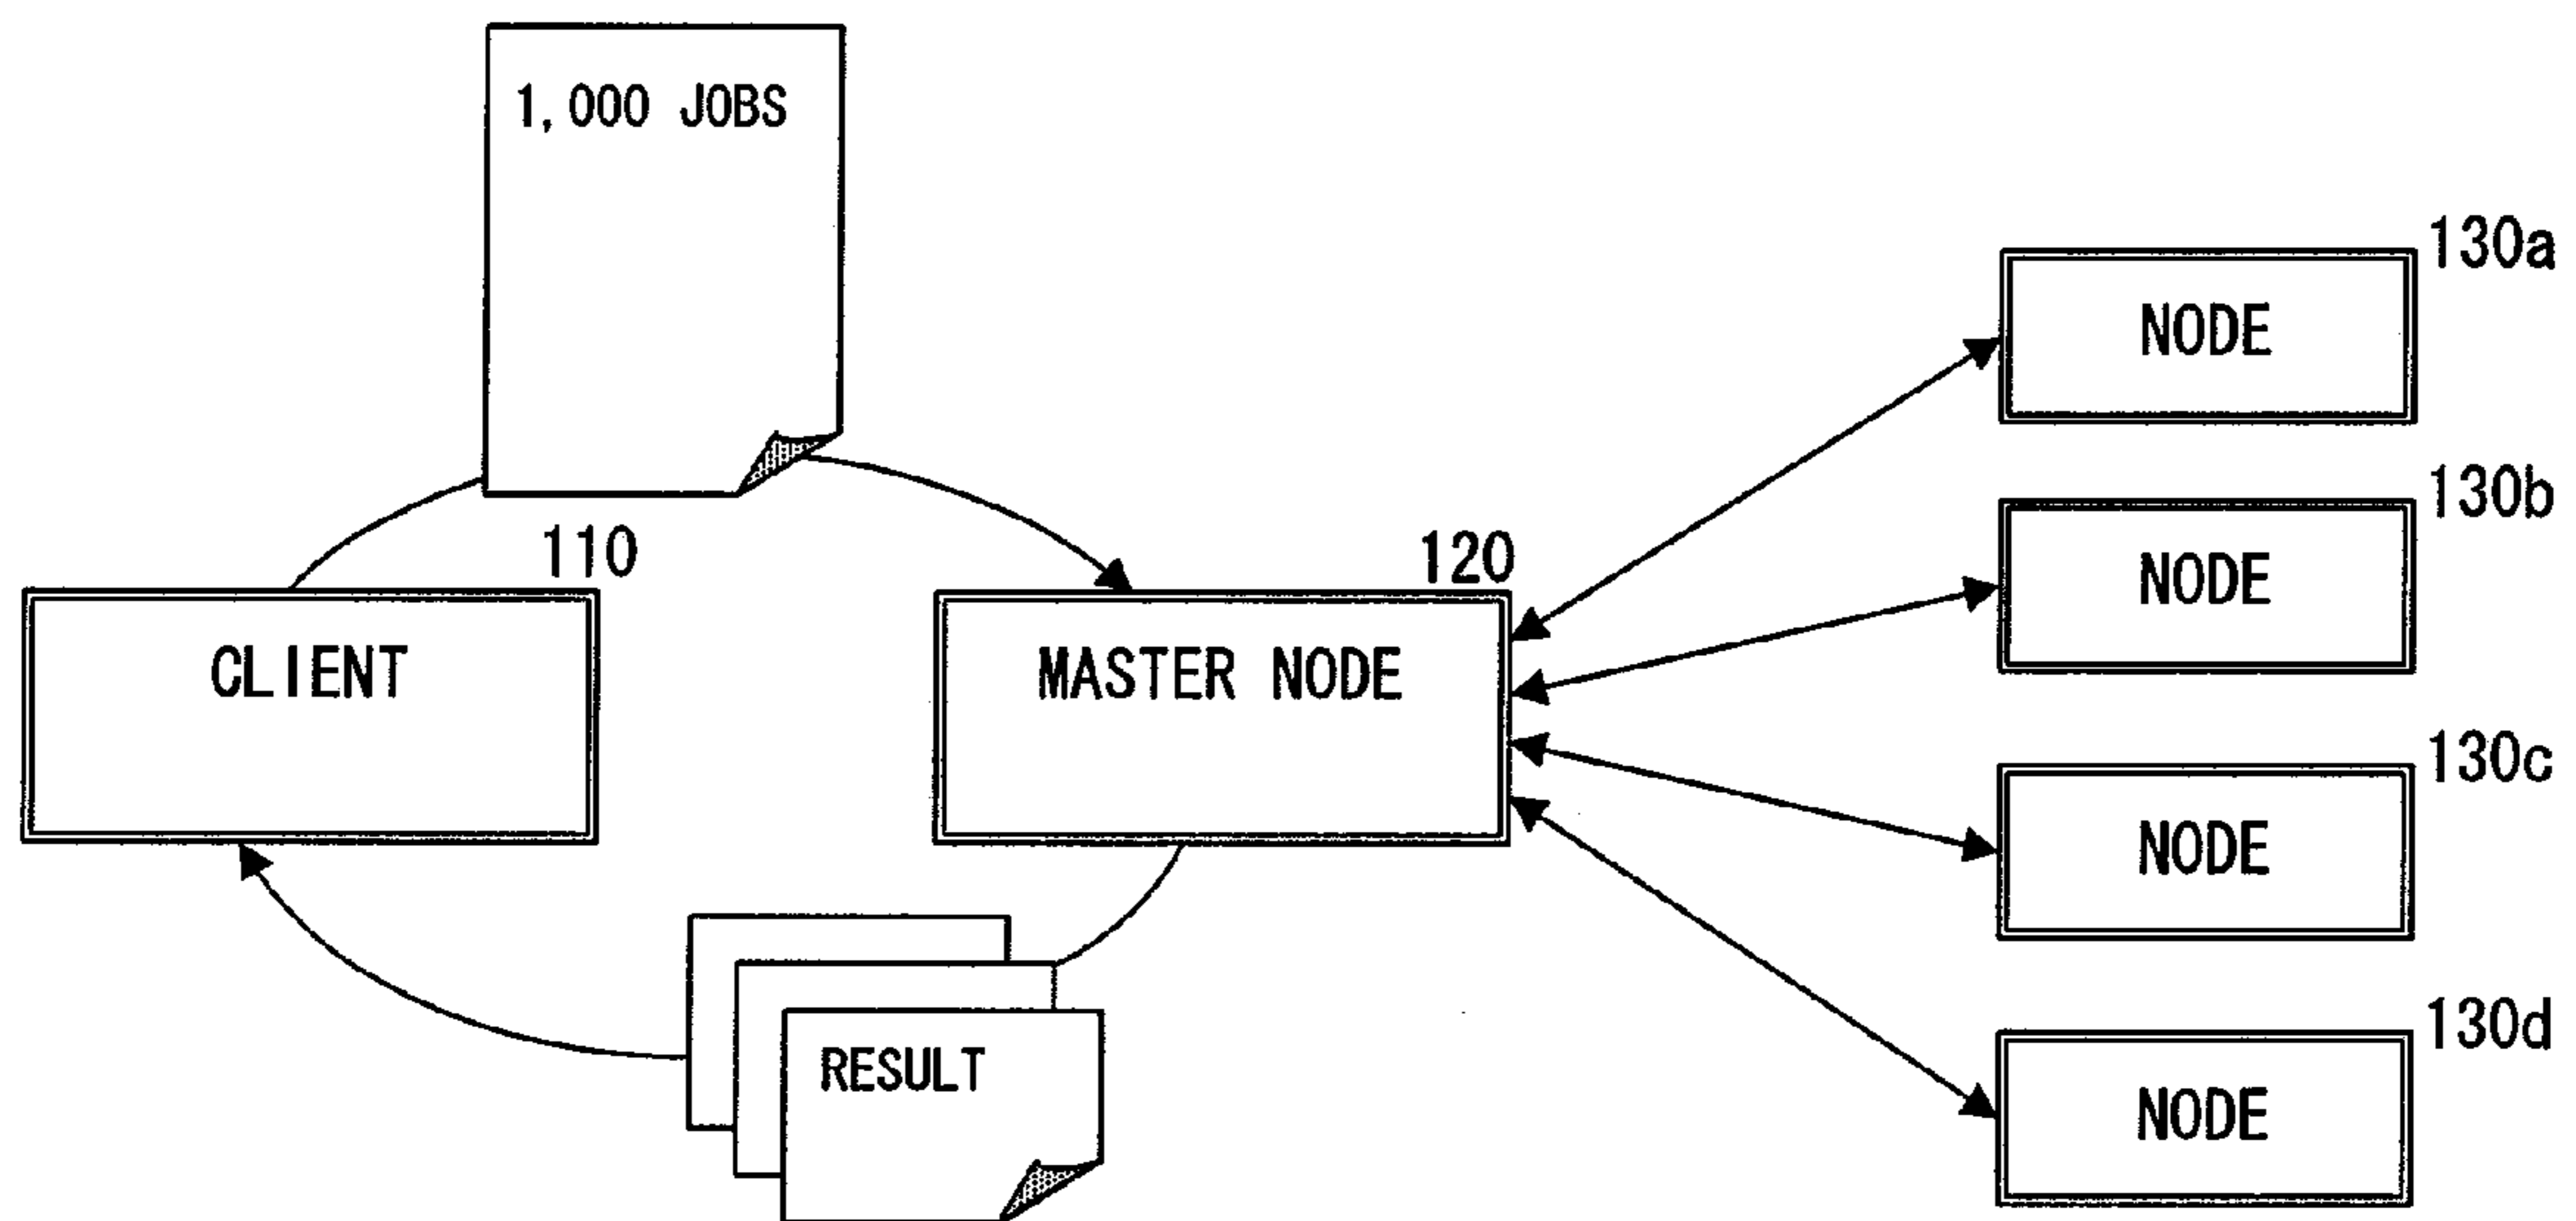 1,000 JOBS
130a
NODE
130b
NODE
110
120
CLIENT
MASTER NODE
130c
NODE
RESULT
130d
NODE